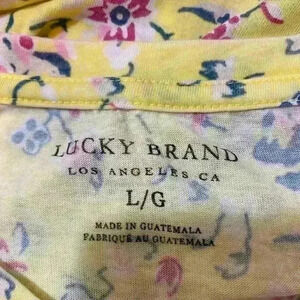 LUCKY BRAND
LOS ANGELES CA
L/G
MADE IN GUATEMALA
FABRIQUÉ AU GUATEMALA